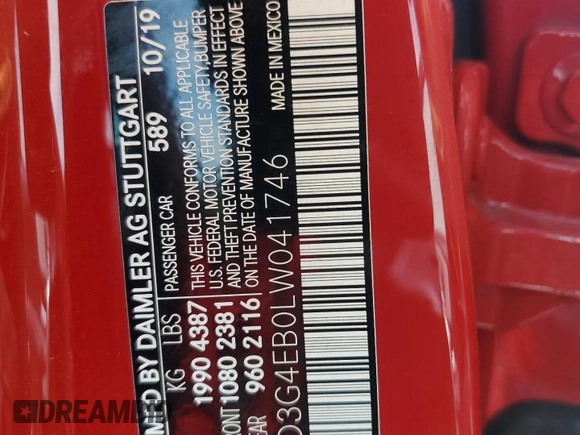 MFD BY DAIMLER AG STUTTGART
589 10/19
PASSENGER CAR
KG LBS
1990 4387
1080 2381
960 2116
THIS VEHICLE CONFORMS TO ALL APPLICABLE
U.S. FEDERAL MOTOR VEHICLE SAFETY,BUMPER
AND THEFT PREVENTION STANDARDS IN EFFECT
ON THE DATE OF MANUFACTURE SHOWN ABOVE
3G4EB0LW041746
MADE IN MEXICO